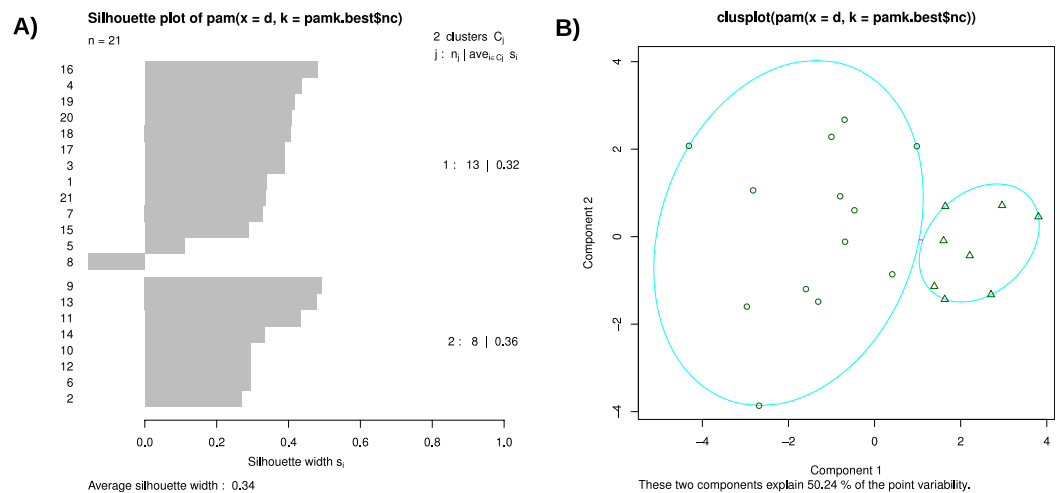 A)
Silhouette plot of pam(x = d, k = pamk.best$nc)
n = 21
2 clusters Cj
j : nj | ave i∈Cj si
16
4
19
20
18
17
3
1
21
7
15
5
8
1 : 13 | 0.32
9
13
11
14
10
12
6
2
2 : 8 | 0.36
0.0 0.2 0.4 0.6 0.8 1.0
Silhouette width si
Average silhouette width : 0.34
B)
clusplot(pam(x = d, k = pamk.best$nc))
Component 2
4
2
0
−2
−4
−4 −2 0 2 4
Component 1
These two components explain 50.24 % of the point variability.